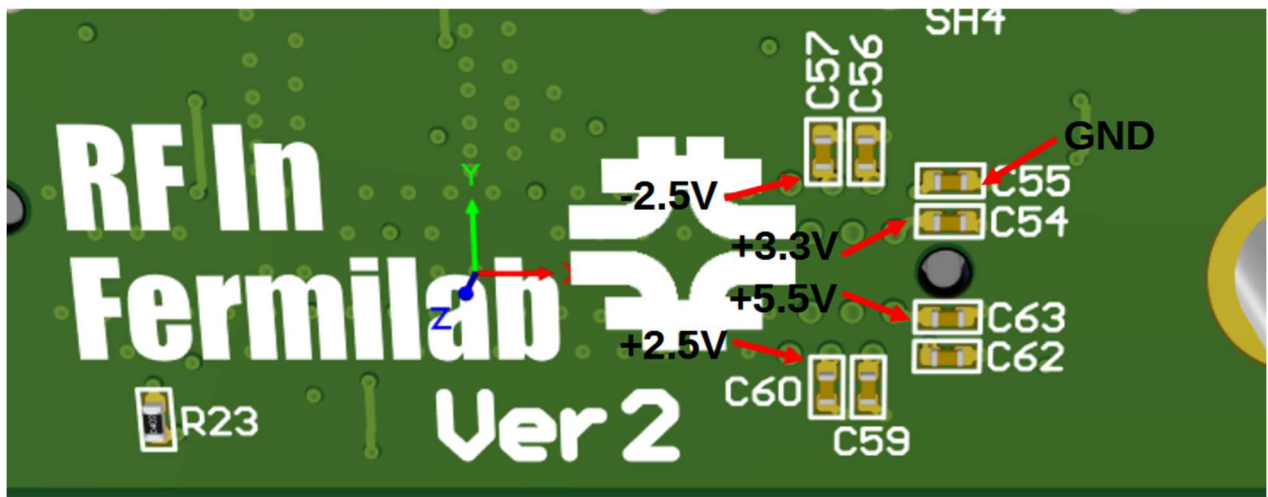 SH4
C57
C56
GND
RF In
-2.5V
C55
C54
+3.3V
Y
X
Z
Fermilab
+5.5V
C63
+2.5V
C62
C60
C59
R23
Ver 2